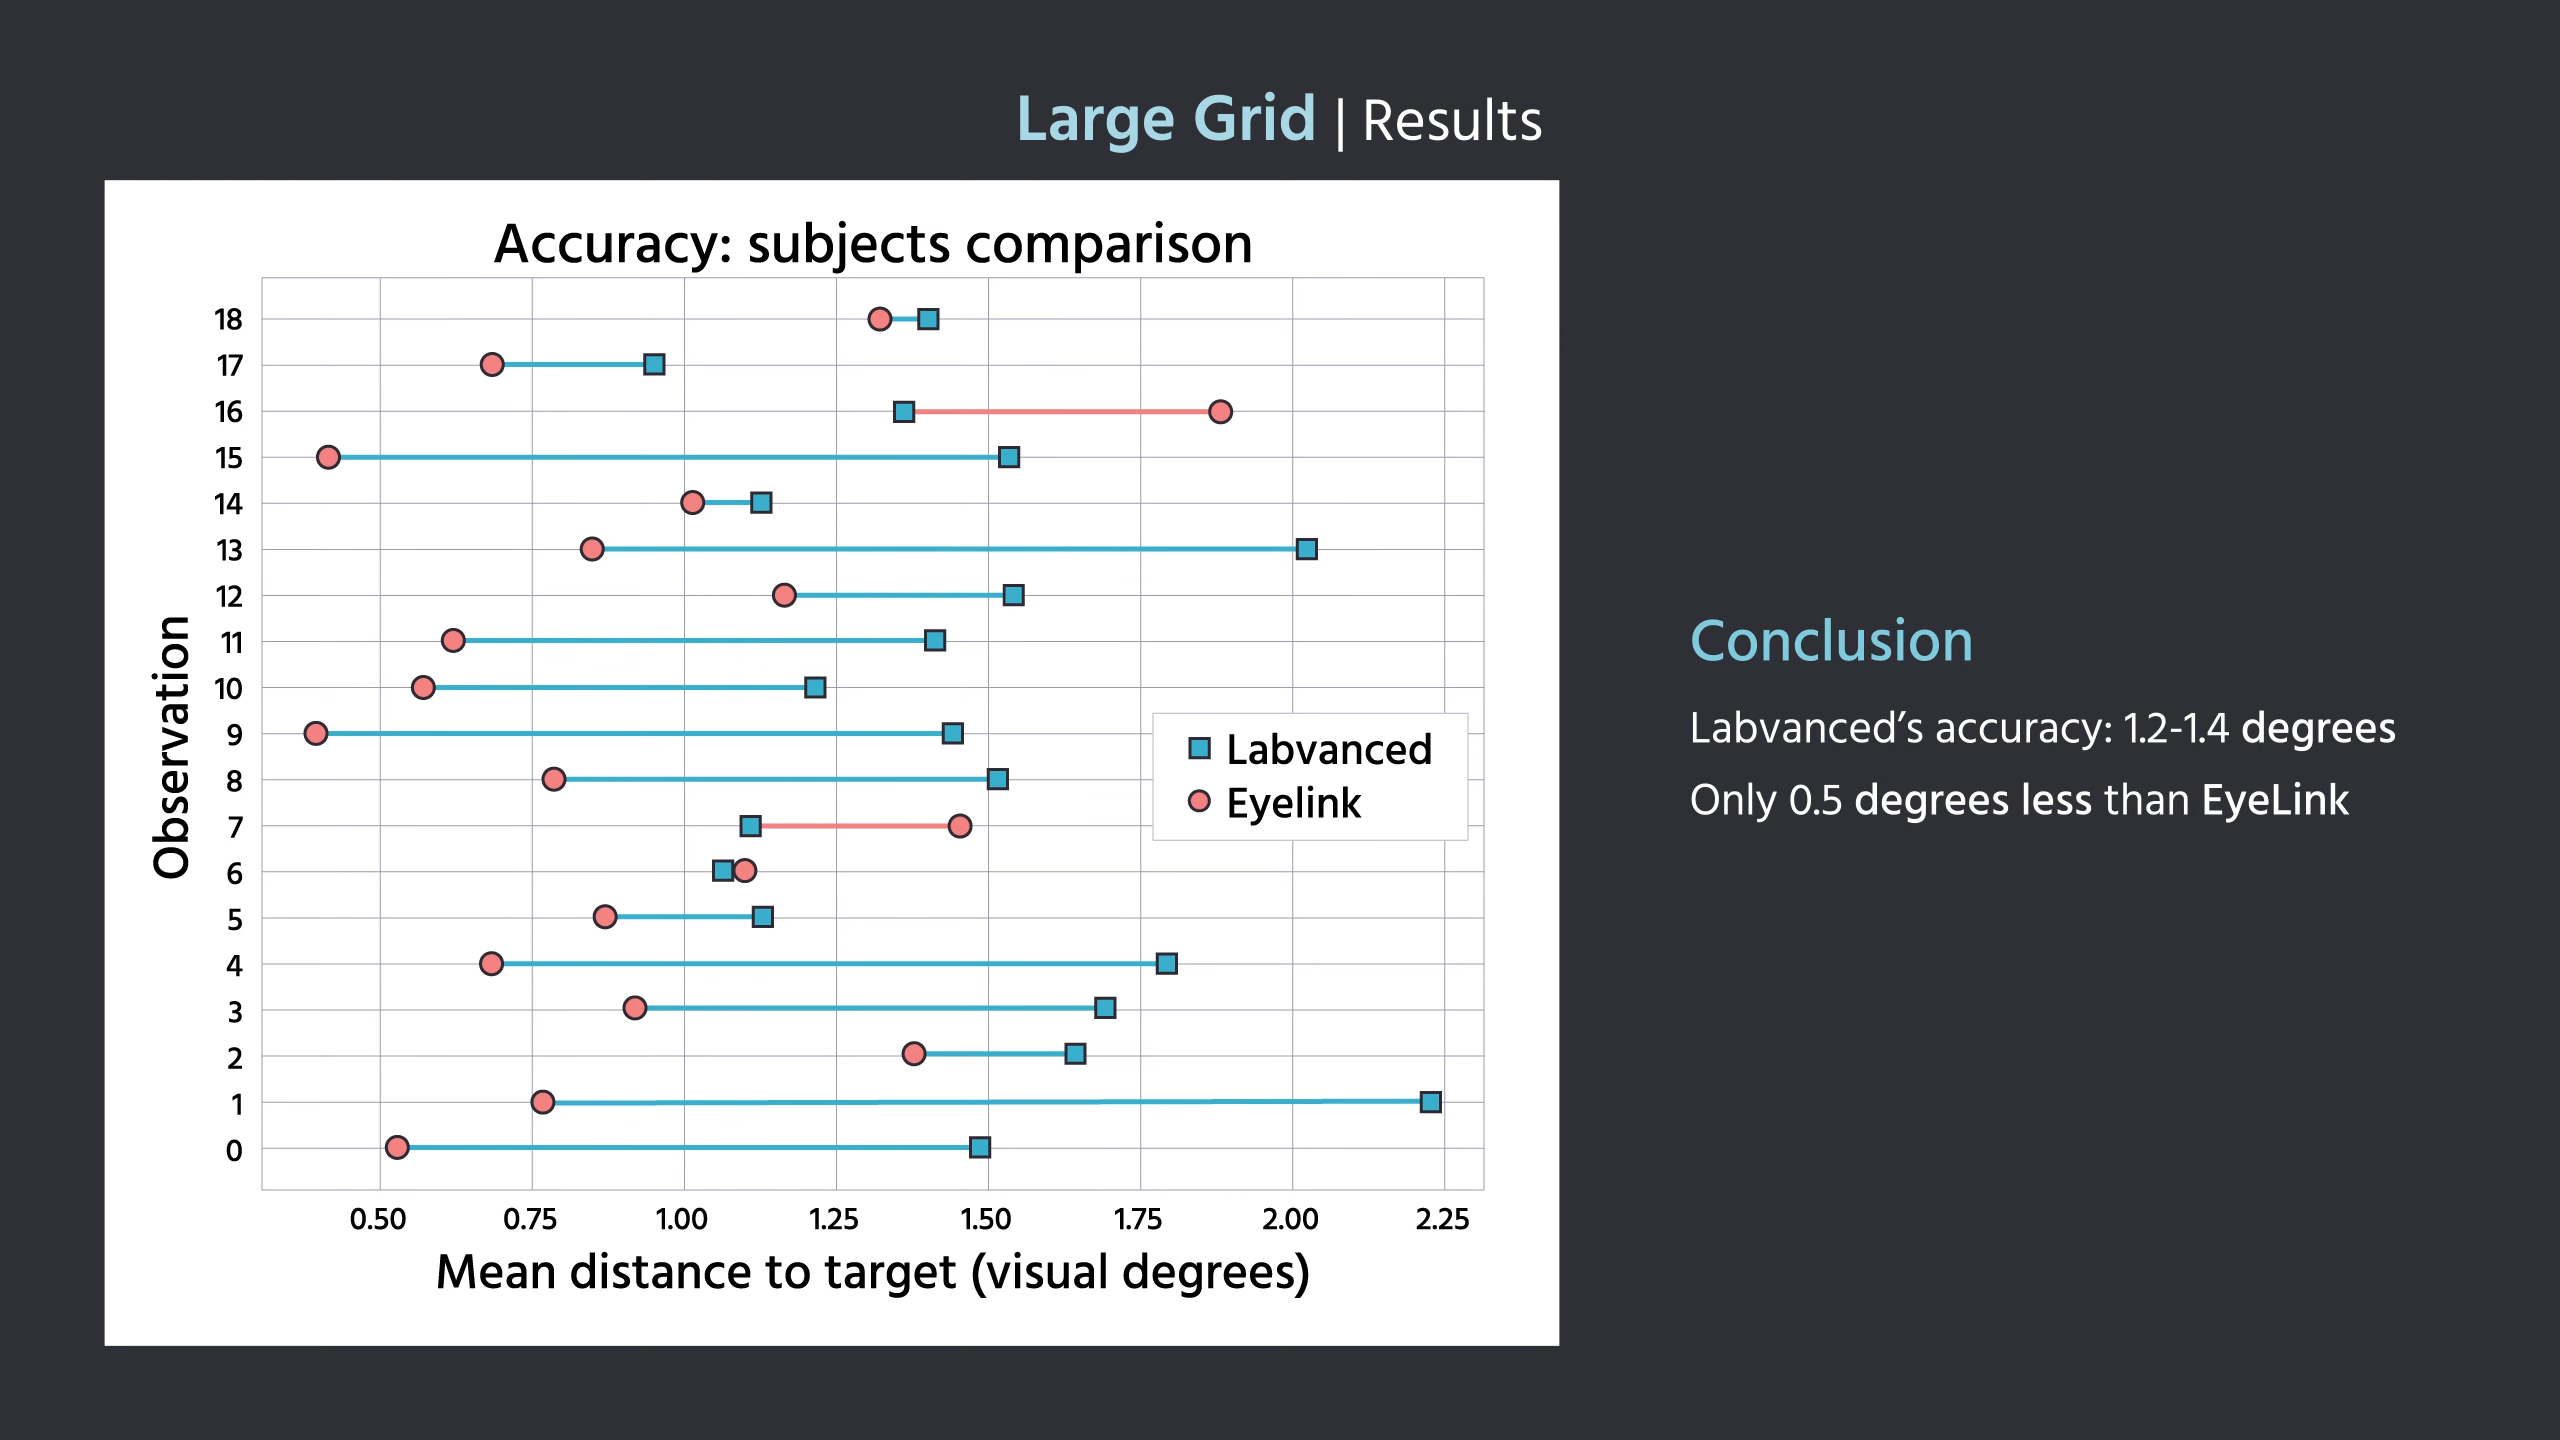 Large Grid | Results
Accuracy: subjects comparison
18
17
16
15
14
13
12
11
10
9
8
7
6
5
4
3
2
1
0
Observation
Labvanced
Eyelink
0.50 0.75 1.00 1.25 1.50 1.75 2.00 2.25
Mean distance to target (visual degrees)
Conclusion
Labvanced’s accuracy: 1.2-1.4 degrees
Only 0.5 degrees less than EyeLink